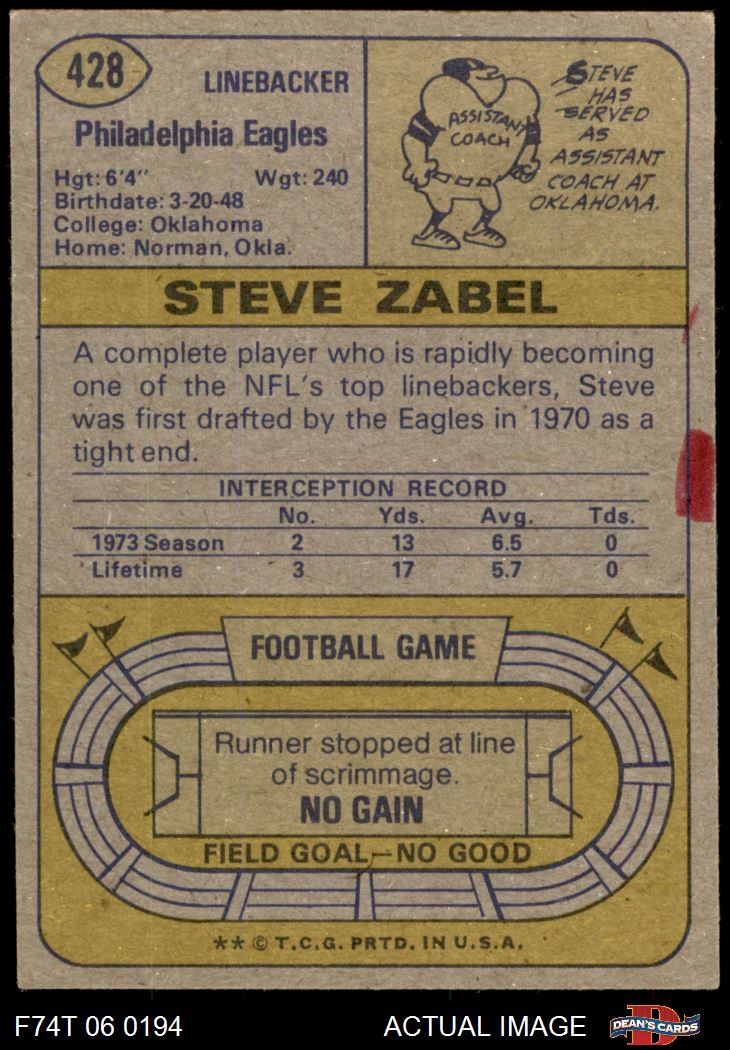 428
LINEBACKER
Philadelphia Eagles
Hgt: 6'4" Wgt: 240
Birthdate: 3-20-48
College: Oklahoma
Home: Norman, Okla.
ASSISTANT
COACH
STEVE
HAS
SERVED
AS
ASSISTANT
COACH AT
OKLAHOMA.
STEVE ZABEL
A complete player who is rapidly becoming
one of the NFL's top linebackers, Steve
was first drafted by the Eagles in 1970 as a
tight end.
INTERCEPTION RECORD
No. Yds. Avg. Tds.
1973 Season 2 13 6.5 0
Lifetime 3 17 5.7 0
FOOTBALL GAME
Runner stopped at line
of scrimmage.
NO GAIN
FIELD GOAL—NO GOOD
** © T.C.G. PRTD. IN U.S.A.
F74T 06 0194 ACTUAL IMAGE
D
DEAN'S CARDS